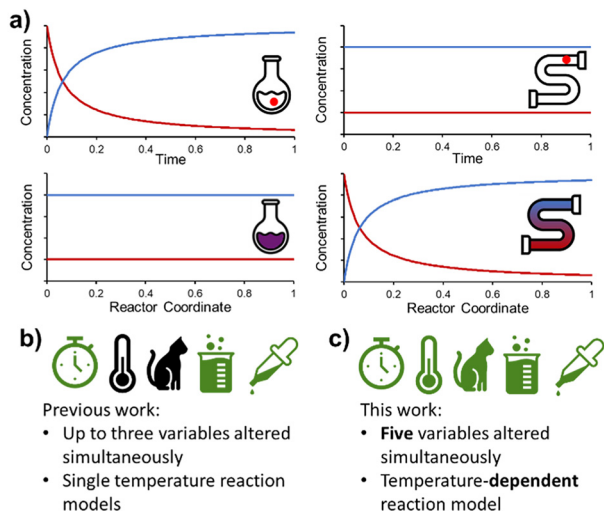 a)
Concentration
0 0.2 0.4 0.6 0.8 1
Time
Concentration
0 0.2 0.4 0.6 0.8 1
Time
Concentration
0 0.2 0.4 0.6 0.8 1
Reactor Coordinate
Concentration
0 0.2 0.4 0.6 0.8 1
Reactor Coordinate
b)
Previous work:
• Up to three variables altered
simultaneously
• Single temperature reaction
models
c)
This work:
• Five variables altered
simultaneously
• Temperature-dependent
reaction model